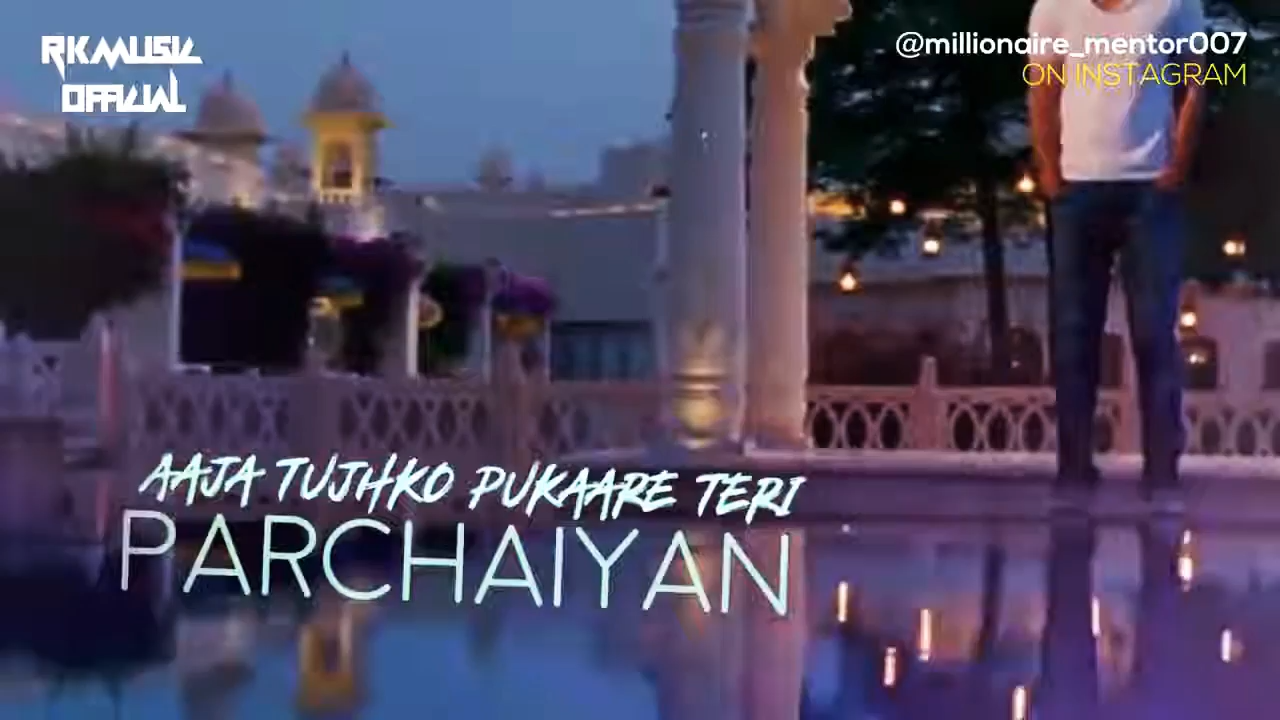 RKMUSIC
OFFICIAL
@millionaire_mentor007
ON INSTAGRAM
AAJA TUJHKO PUKAARE TERI
PARCHAIYAN